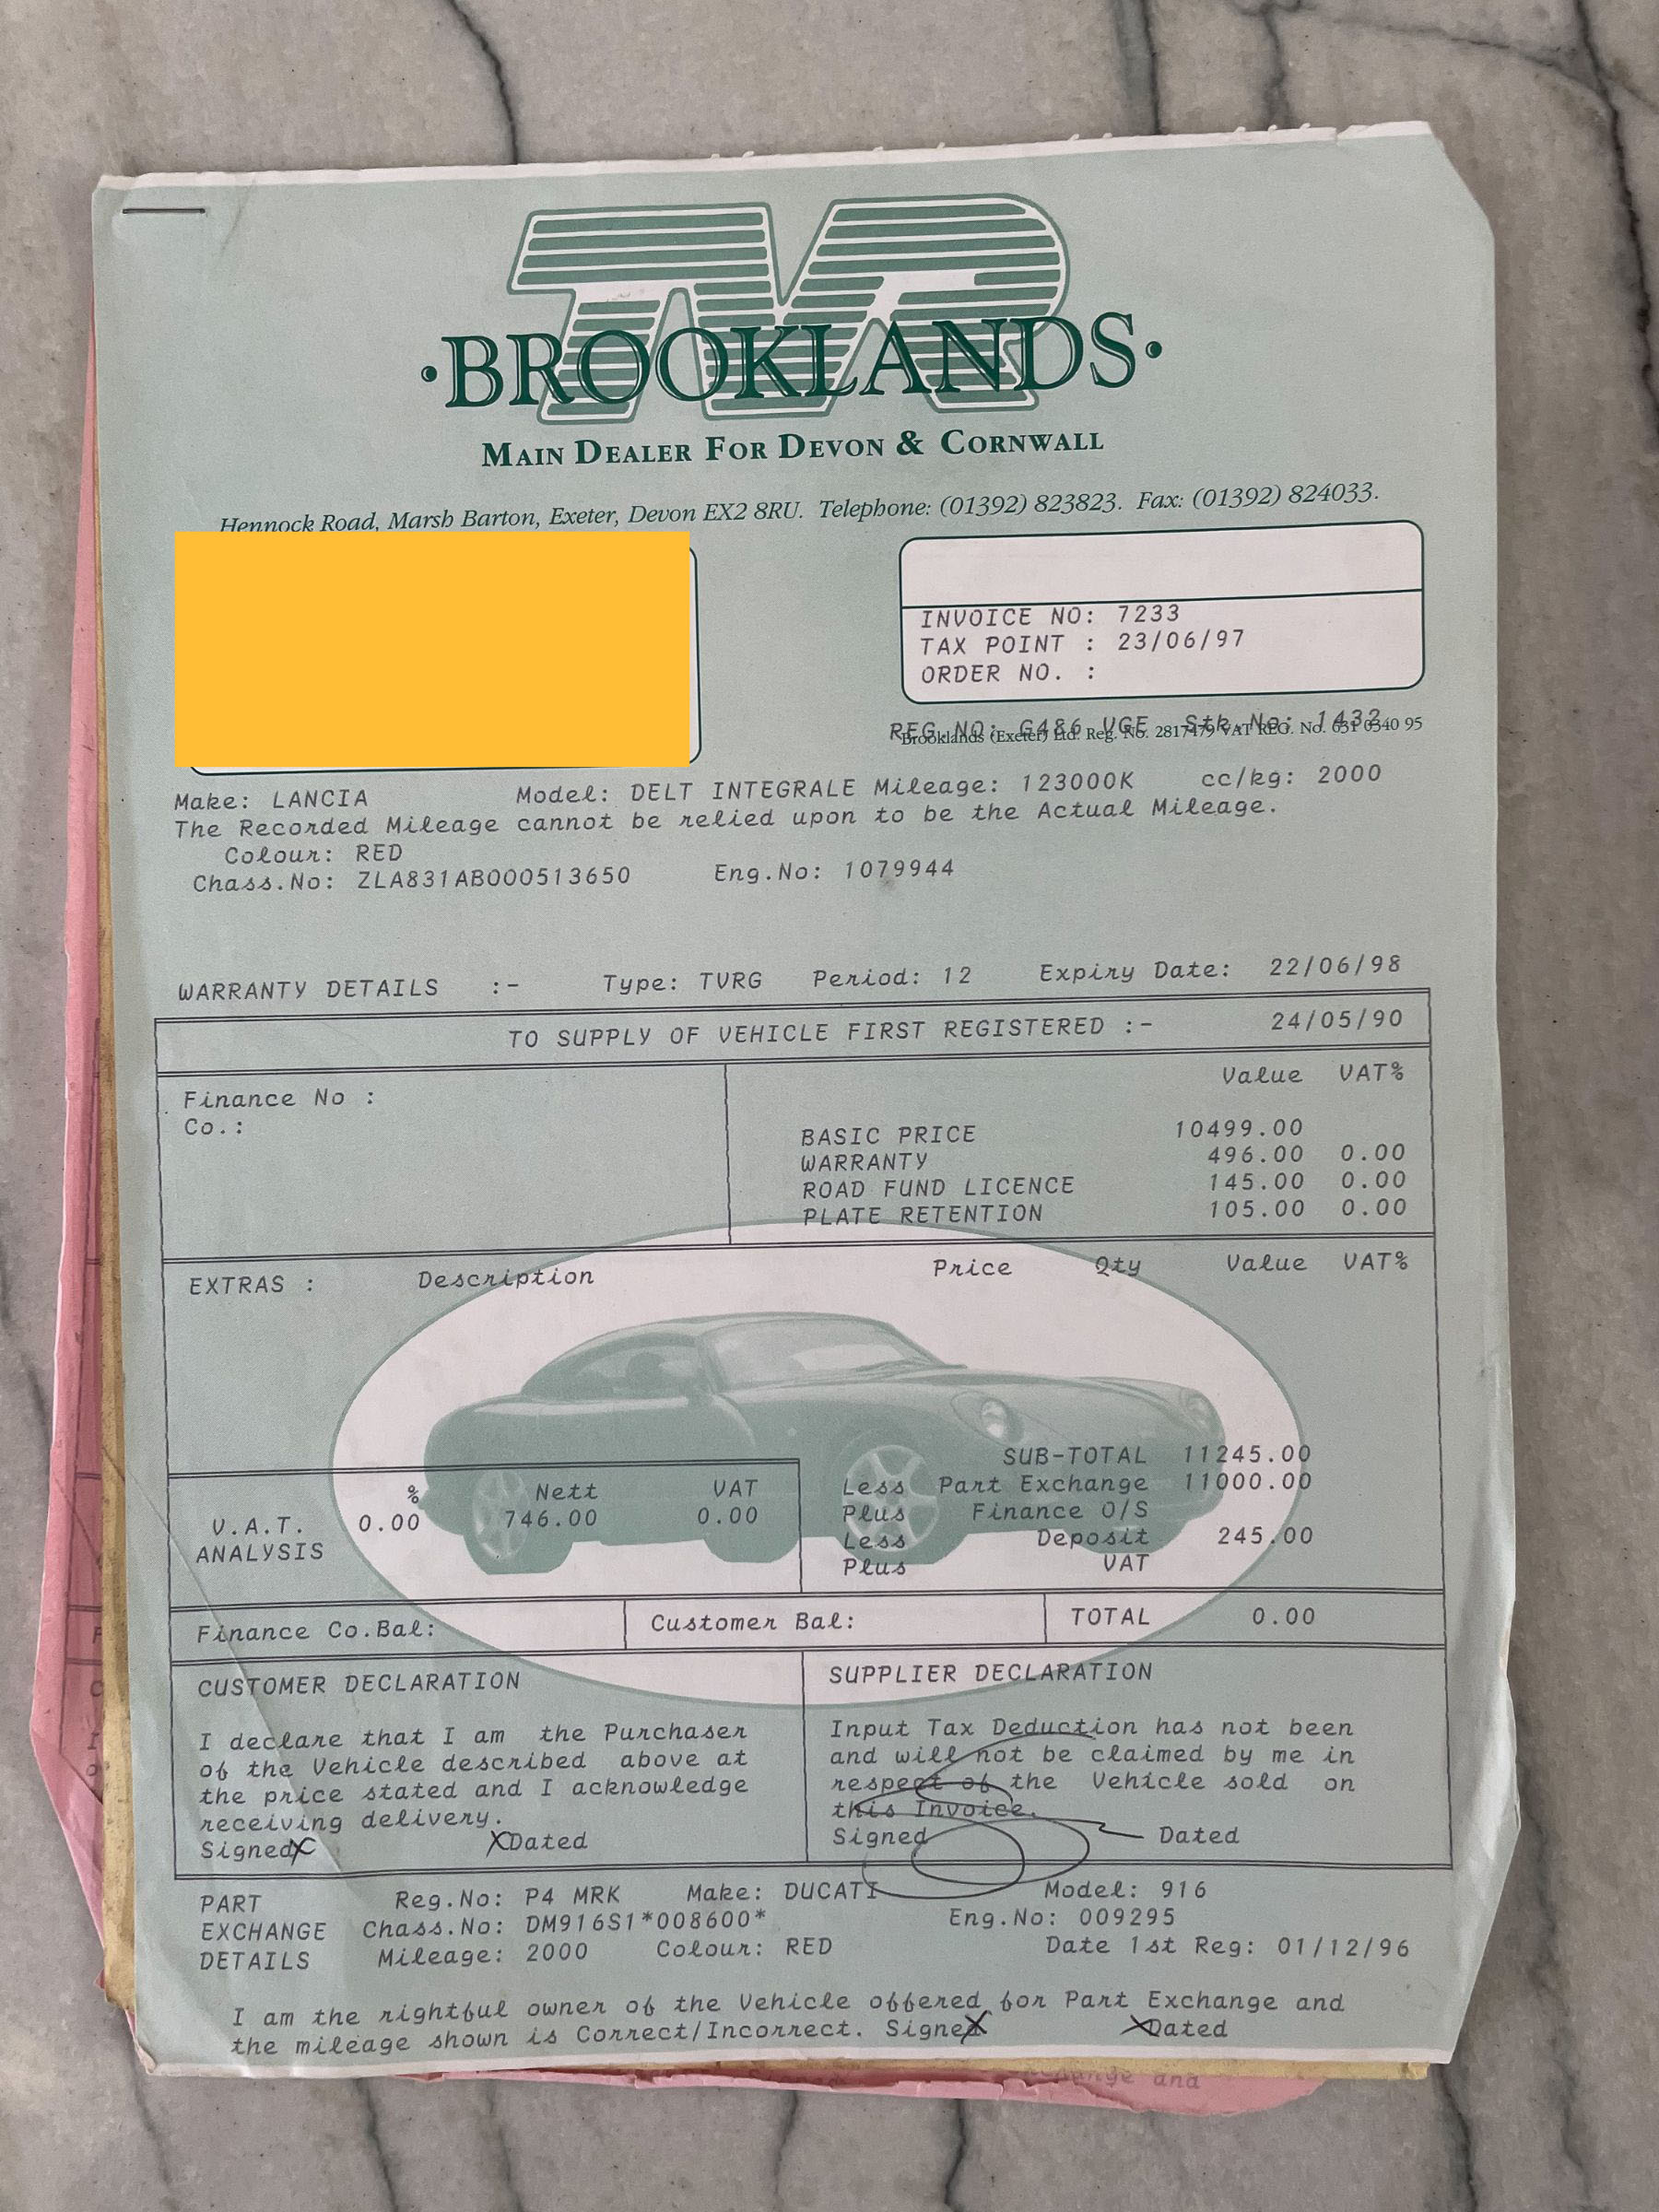 TVR
·BROOKLANDS·
MAIN DEALER FOR DEVON & CORNWALL
Hennock Road, Marsh Barton, Exeter, Devon EX2 8RU. Telephone: (01392) 823823. Fax: (01392) 824033.
INVOICE NO: 7233
TAX POINT : 23/06/97
ORDER NO. :
REG NO: G486 VGE Stk No: 1432
Brooklands (Exeter) Ltd. Reg. No. 2817479 VAT REG. No. 631 0340 95
Make: LANCIA Model: DELT INTEGRALE Mileage: 123000K cc/kg: 2000
The Recorded Mileage cannot be relied upon to be the Actual Mileage.
Colour: RED
Chass.No: ZLA831AB000513650 Eng.No: 1079944
WARRANTY DETAILS :- Type: TVRG Period: 12 Expiry Date: 22/06/98
TO SUPPLY OF VEHICLE FIRST REGISTERED :- 24/05/90
Value VAT%
Finance No :
Co.:
BASIC PRICE 10499.00
WARRANTY 496.00 0.00
ROAD FUND LICENCE 145.00 0.00
PLATE RETENTION 105.00 0.00
EXTRAS : Description Price Qty Value VAT%
SUB-TOTAL 11245.00
Less Part Exchange 11000.00
Plus Finance O/S
Less Deposit 245.00
Plus VAT
% Nett VAT
V.A.T. 0.00 746.00 0.00
ANALYSIS
Finance Co.Bal: Customer Bal: TOTAL 0.00
CUSTOMER DECLARATION
I declare that I am the Purchaser
of the Vehicle described above at
the price stated and I acknowledge
receiving delivery.
Signed X X Dated
SUPPLIER DECLARATION
Input Tax Deduction has not been
and will not be claimed by me in
respect of the Vehicle sold on
this Invoice.
Signed Dated
PART Reg.No: P4 MRK Make: DUCATI Model: 916
EXCHANGE Chass.No: DM916S1*008600* Eng.No: 009295
DETAILS Mileage: 2000 Colour: RED Date 1st Reg: 01/12/96
I am the rightful owner of the Vehicle offered for Part Exchange and
the mileage shown is Correct/Incorrect. Signed X X Dated
and